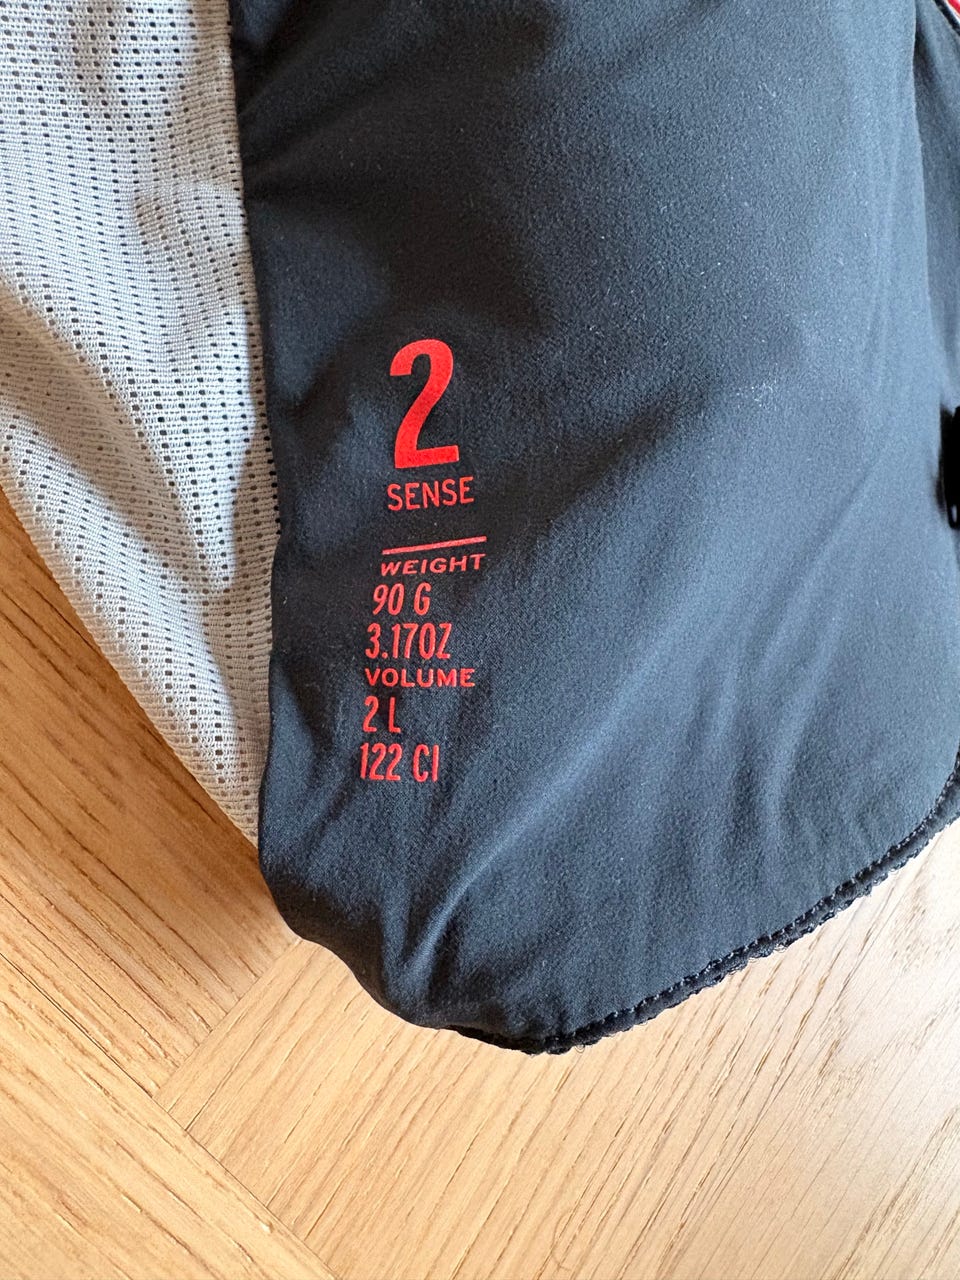 2
SENSE
WEIGHT
90 G
3.17OZ
VOLUME
2 L
122 CI